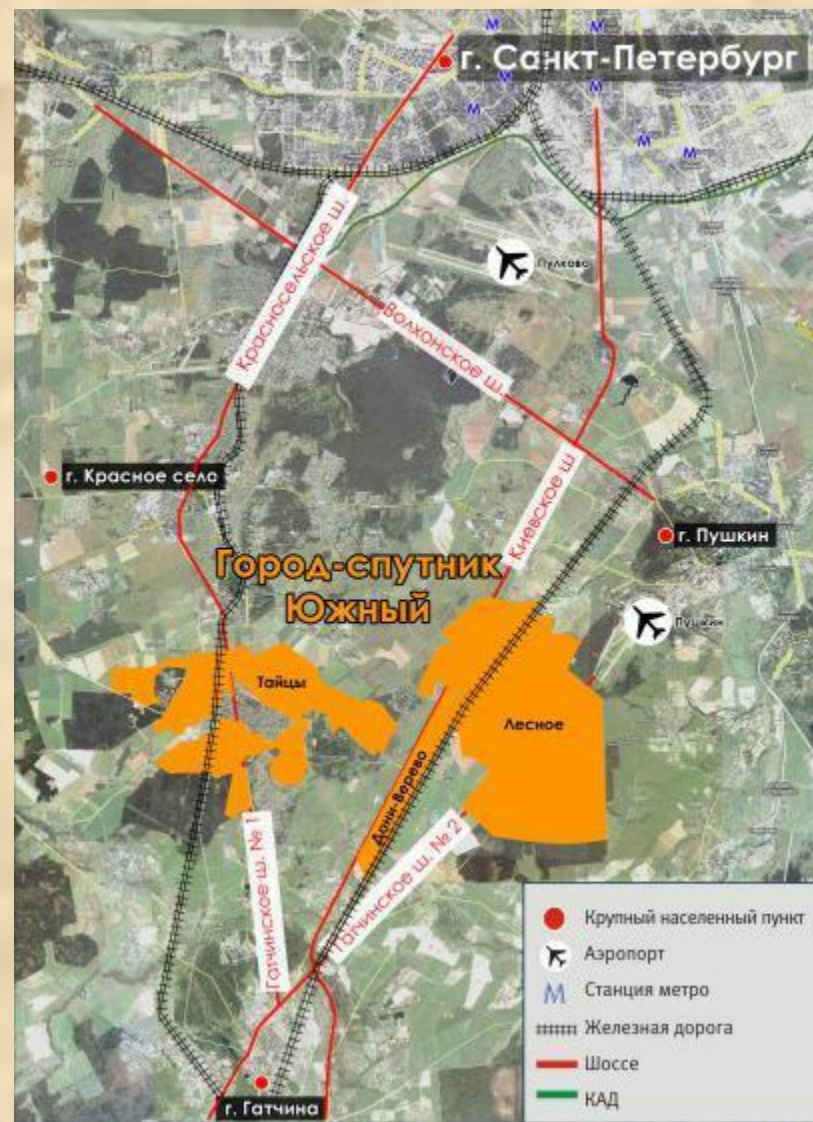 М
г. Санкт-Петербург
М
М
М
М
М
Красносельское ш.
Пулково
Волхонское ш.
г. Красное село
Киевское ш.
г. Пушкин
Город-спутник
Южный
Пушкин
Тайцы
Лесное
Дони-Верево
Гатчинское ш. № 1
Гатчинское ш. № 2
г. Гатчина
Крупный населенный пункт
Аэропорт
М Станция метро
Железная дорога
Шоссе
КАД